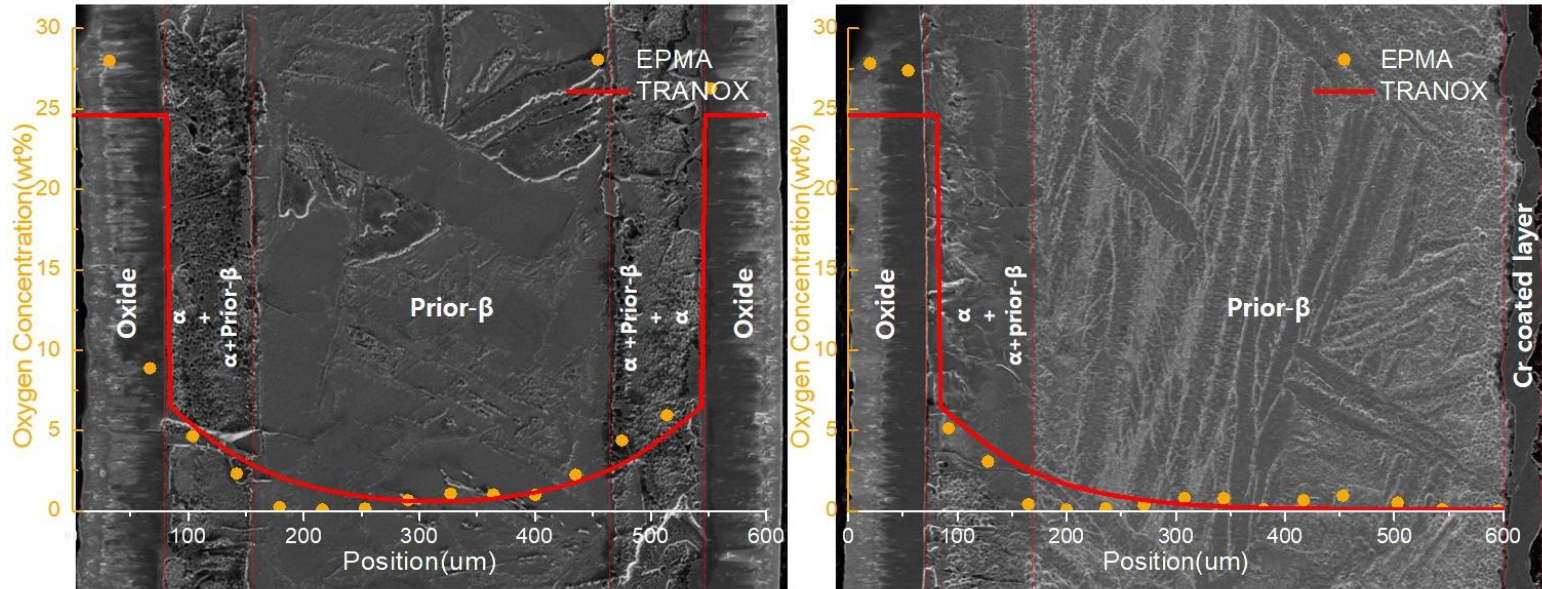 30
25
20
15
10
5
0
Oxygen Concentration(wt%)
EPMA
TRANOX
Oxide
α
+
α+Prior-β
Prior-β
α+Prior-β
+
α
Oxide
0 100 200 300 400 500 600
Position(um)
30
25
20
15
10
5
0
Oxygen Concentration(wt%)
EPMA
TRANOX
Oxide
α
+
α+prior-β
Prior-β
Cr coated layer
0 100 200 300 400 500 600
Position(um)